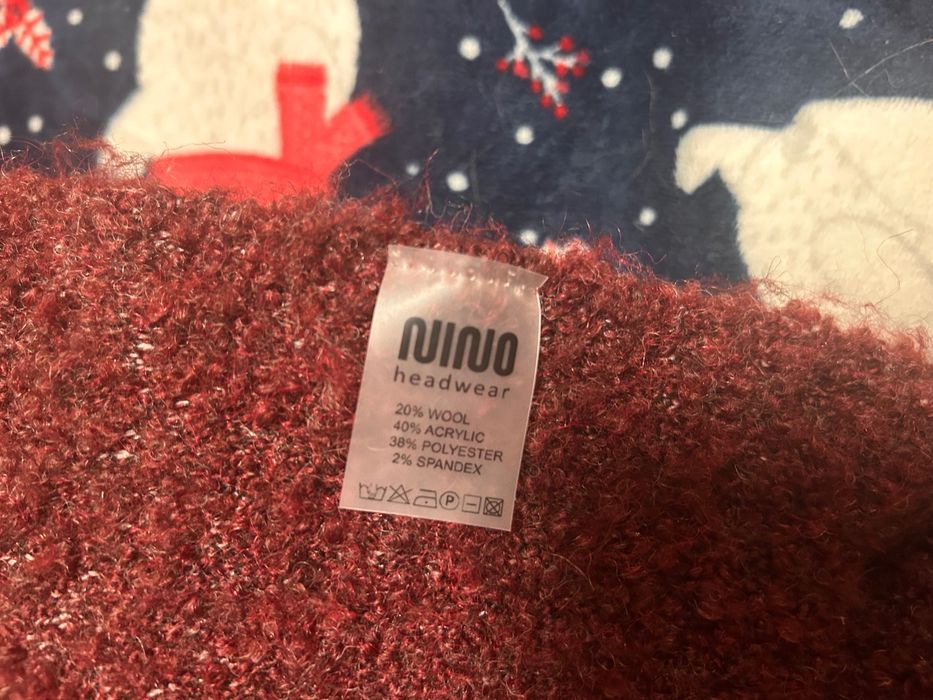 NINO
headwear
20% WOOL
40% ACRYLIC
38% POLYESTER
2% SPANDEX
P